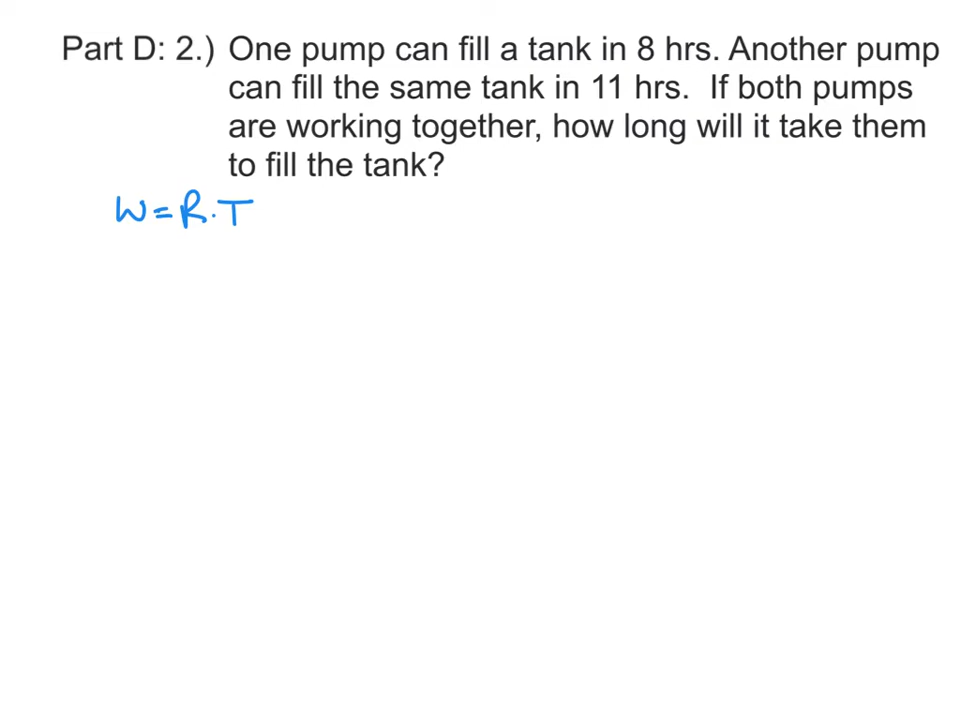 Part D: 2.) One pump can fill a tank in 8 hrs. Another pump
can fill the same tank in 11 hrs. If both pumps
are working together, how long will it take them
to fill the tank?
W=R.T